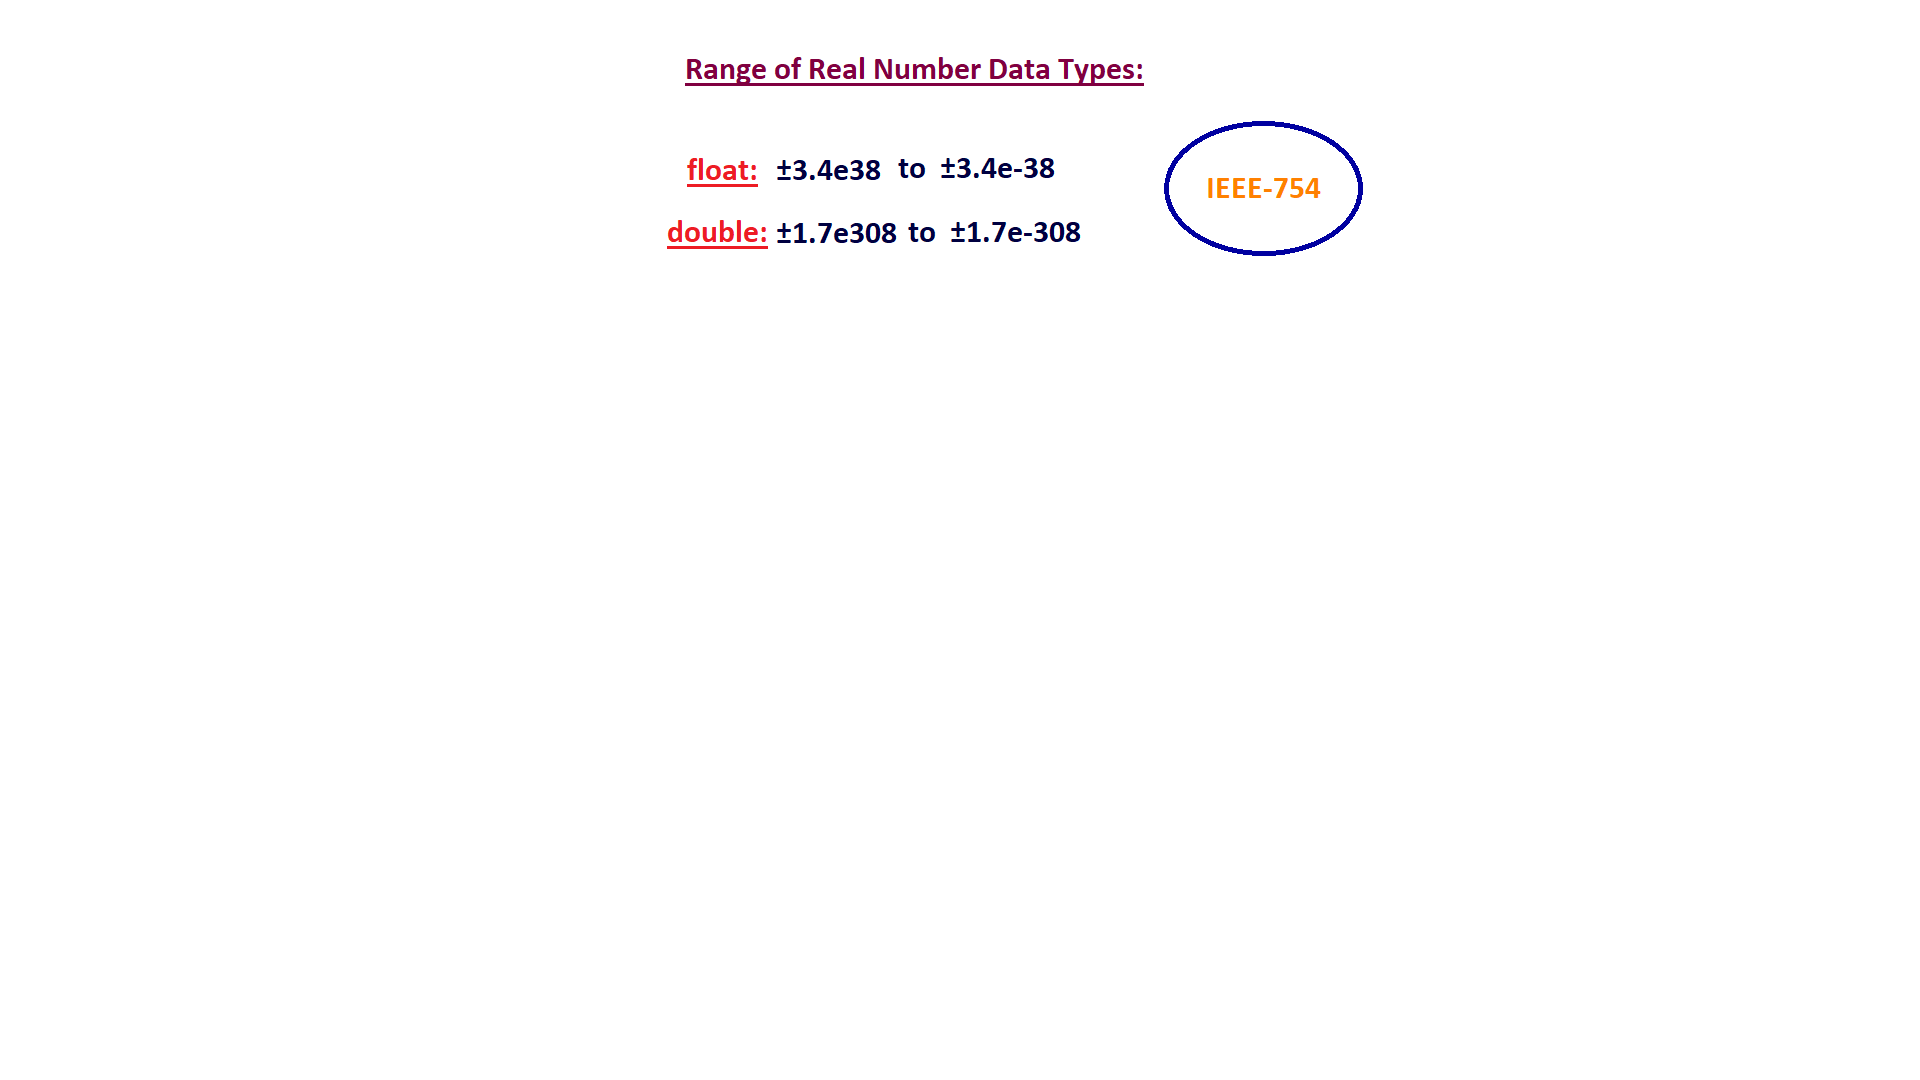 Range of Real Number Data Types:
float: ±3.4e38 to ±3.4e-38
IEEE-754
double: ±1.7e308 to ±1.7e-308